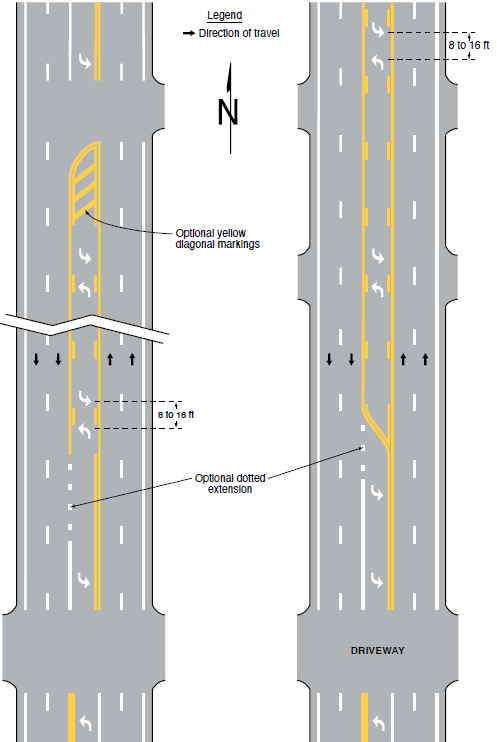 Legend
Direction of travel
8 to 16 ft
N
Optional yellow
diagonal markings
8 to 16 ft
Optional dotted
extension
DRIVEWAY